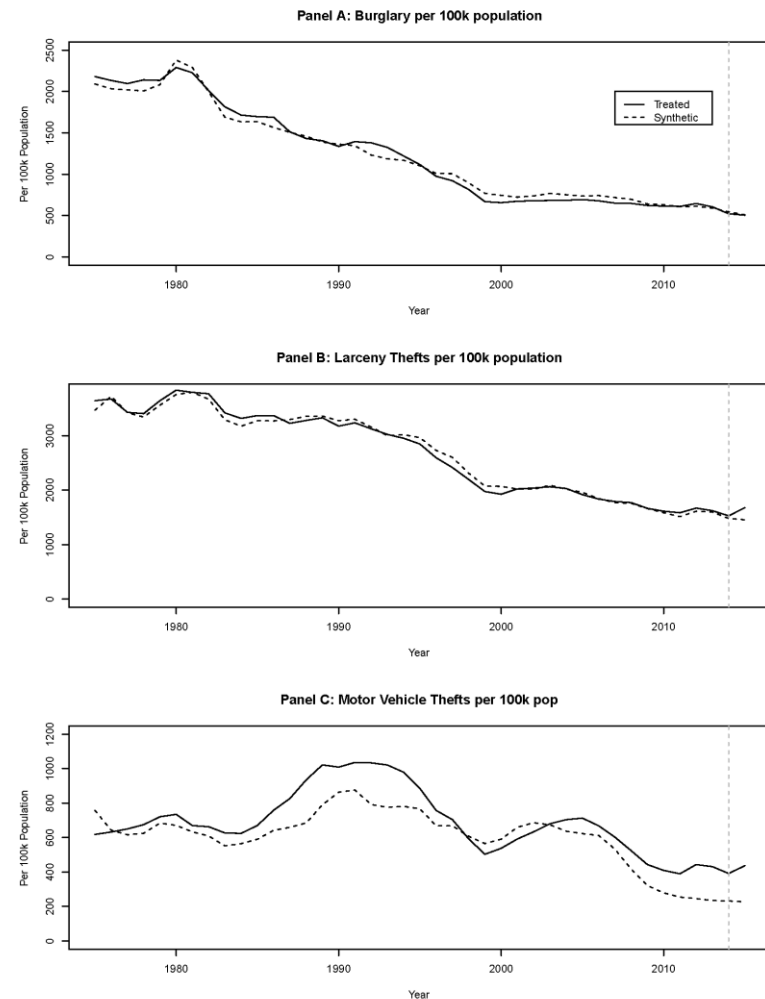 Panel A: Burglary per 100k population
Per 100k Population
2500
2000
1500
1000
500
0
Treated
Synthetic
1980
1990
2000
2010
Year
Panel B: Larceny Thefts per 100k population
Per 100k Population
3000
2000
1000
0
1980
1990
2000
2010
Year
Panel C: Motor Vehicle Thefts per 100k pop
Per 100k Population
1200
1000
800
600
400
200
0
1980
1990
2000
2010
Year